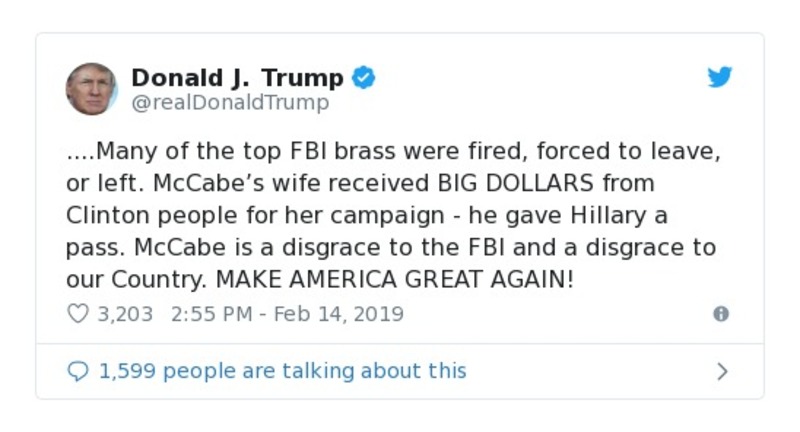 Donald J. Trump
@realDonaldTrump
....Many of the top FBI brass were fired, forced to leave,
or left. McCabe’s wife received BIG DOLLARS from
Clinton people for her campaign - he gave Hillary a
pass. McCabe is a disgrace to the FBI and a disgrace to
our Country. MAKE AMERICA GREAT AGAIN!
3,203 2:55 PM - Feb 14, 2019
1,599 people are talking about this